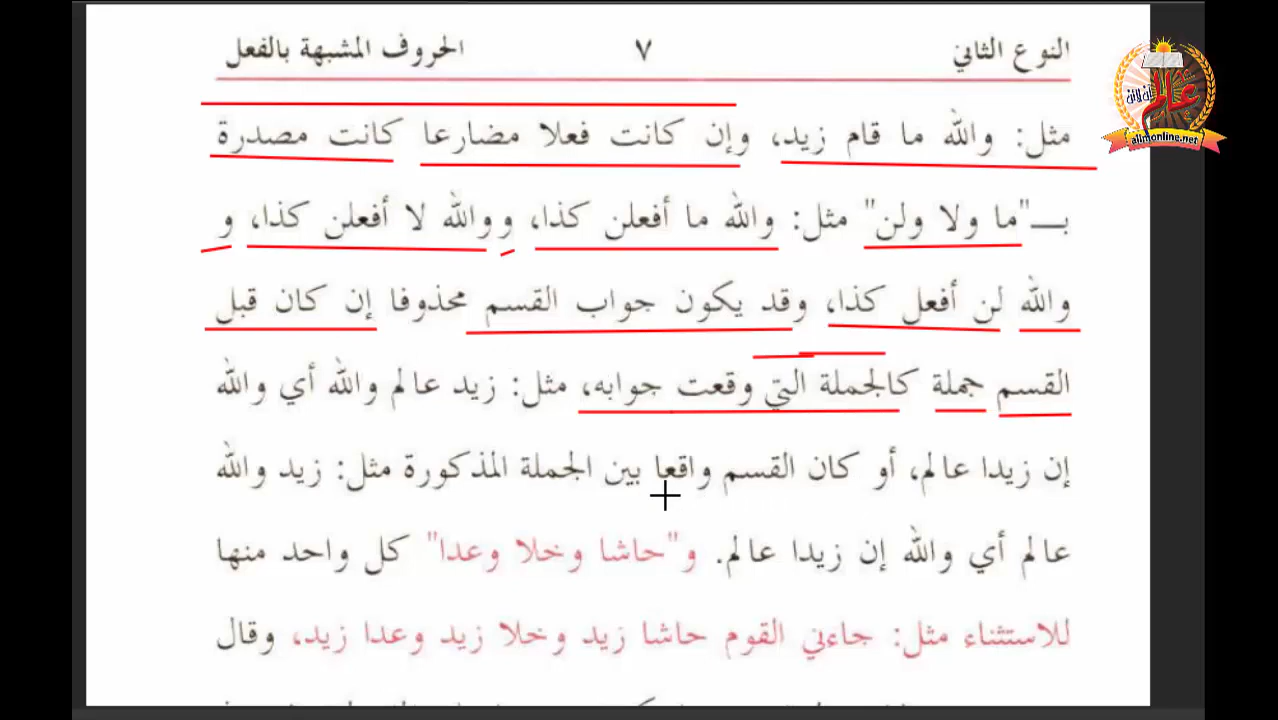 النوع الثاني ٧ الحروف المشبهة بالفعل
مثل: والله ما قام زيد، وإن كانت فعلا مضارعا كانت مصدرة
بـ"ما ولا ولن" مثل: والله ما أفعلن كذا، ووالله لا أفعلن كذا، و
والله لن أفعل كذا، وقد يكون جواب القسم محذوفا إن كان قبل
القسم جملة كالجملة التي وقعت جوابه، مثل: زيد عالم والله أي والله
إن زيدا عالم، أو كان القسم واقعا بين الجملة المذكورة مثل: زيد والله
عالم أي والله إن زيدا عالم. و"حاشا وخلا وعدا" كل واحد منها
للاستثناء مثل: جاءني القوم حاشا زيد وخلا زيد وعدا زيد، وقال
عالم
alimonline.net